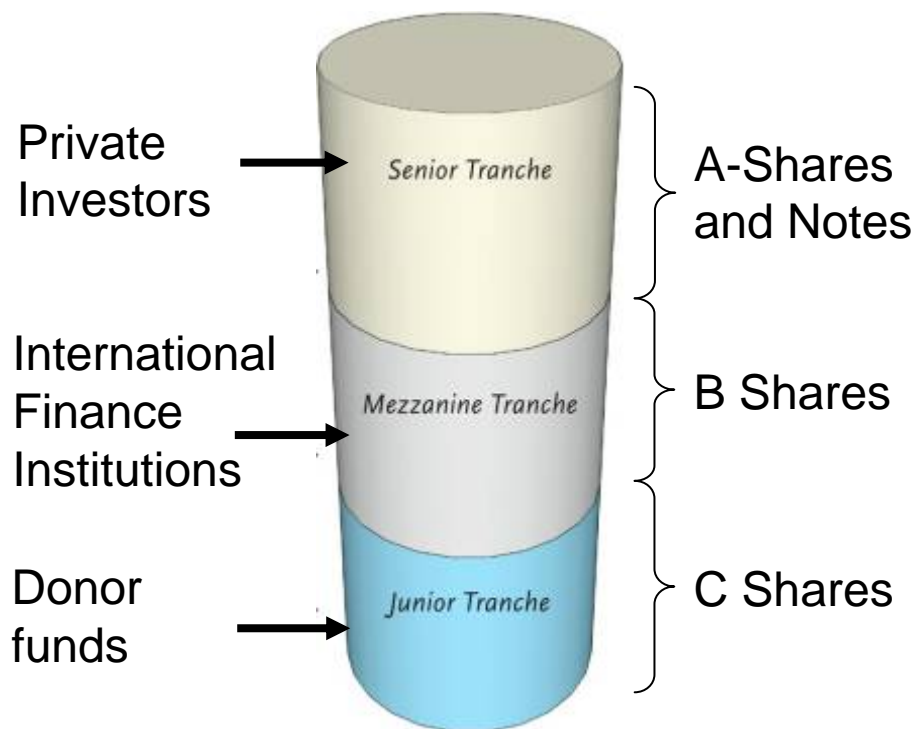 Private
Investors
Senior Tranche
A-Shares
and Notes
International
Finance
Institutions
Mezzanine Tranche
B Shares
Donor
funds
Junior Tranche
C Shares